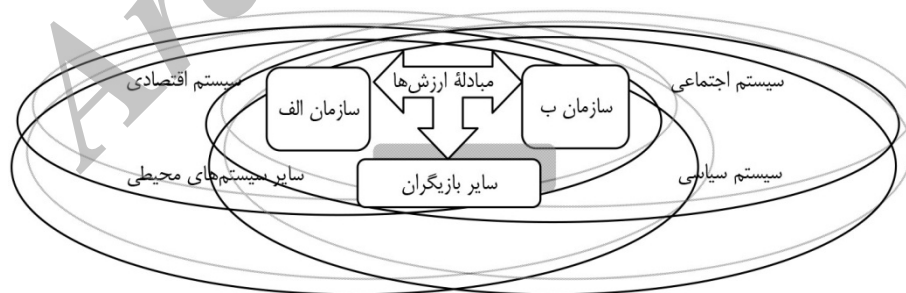 سیستم اجتماعی
مبادلهٔ ارزش‌ها
سیستم اقتصادی
سازمان ب
سازمان الف
سیستم سیاسی
سایر بازیگران
سایر سیستم‌های محیطی